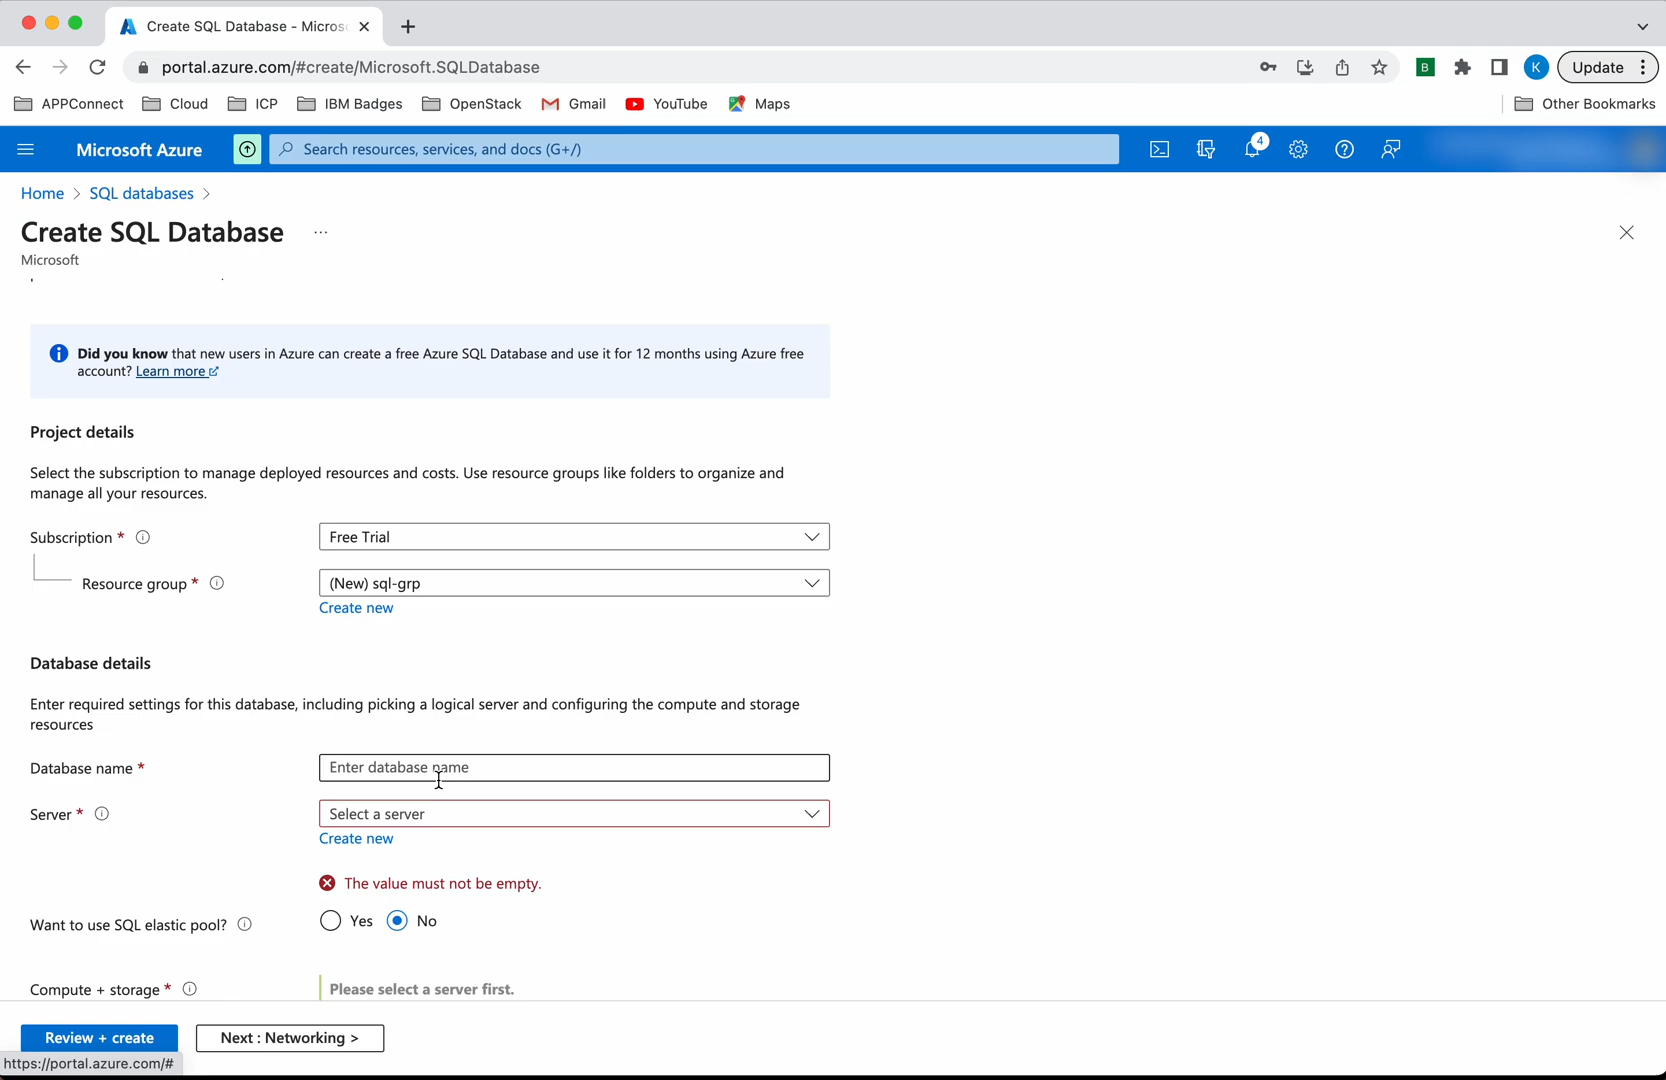 Create SQL Database - Micros
portal.azure.com/#create/Microsoft.SQLDatabase
B
K
Update
APPConnect
Cloud
ICP
IBM Badges
OpenStack
Gmail
YouTube
Maps
Other Bookmarks
Microsoft Azure
Search resources, services, and docs (G+/)
4
Home > SQL databases >
Create SQL Database ...
Microsoft
Did you know that new users in Azure can create a free Azure SQL Database and use it for 12 months using Azure free
account? Learn more
Project details
Select the subscription to manage deployed resources and costs. Use resource groups like folders to organize and
manage all your resources.
Subscription *
Free Trial
Resource group *
(New) sql-grp
Create new
Database details
Enter required settings for this database, including picking a logical server and configuring the compute and storage
resources
Database name *
Enter database name
Server *
Select a server
Create new
The value must not be empty.
Want to use SQL elastic pool?
Yes
No
Compute + storage *
Please select a server first.
Review + create
Next : Networking >
https://portal.azure.com/#